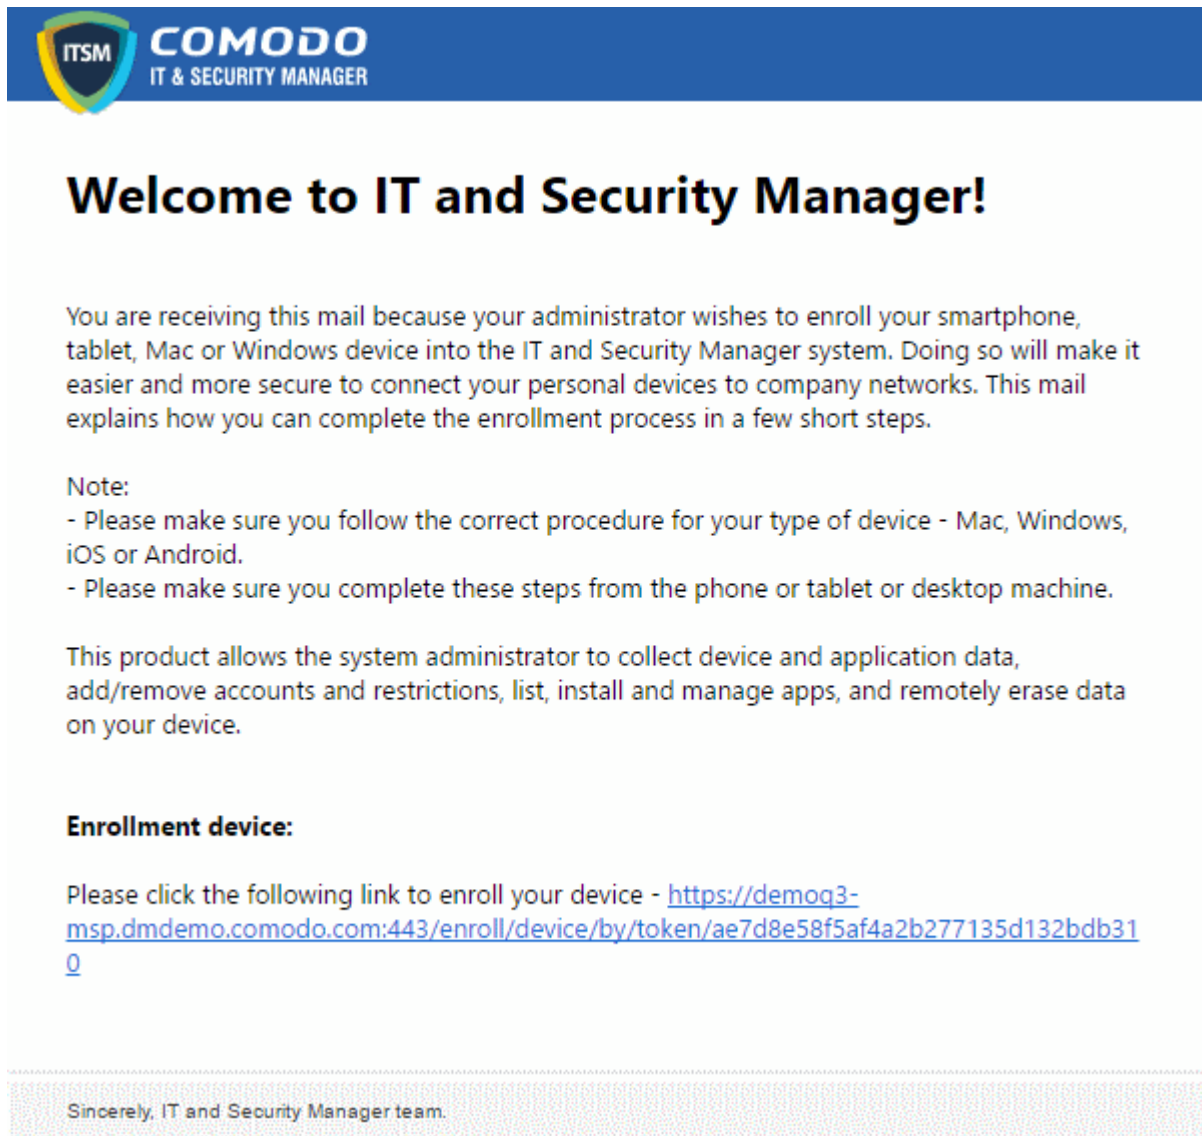 ITSM
COMODO
IT & SECURITY MANAGER
Welcome to IT and Security Manager!
You are receiving this mail because your administrator wishes to enroll your smartphone,
tablet, Mac or Windows device into the IT and Security Manager system. Doing so will make it
easier and more secure to connect your personal devices to company networks. This mail
explains how you can complete the enrollment process in a few short steps.
Note:
- Please make sure you follow the correct procedure for your type of device - Mac, Windows,
iOS or Android.
- Please make sure you complete these steps from the phone or tablet or desktop machine.
This product allows the system administrator to collect device and application data,
add/remove accounts and restrictions, list, install and manage apps, and remotely erase data
on your device.
Enrollment device:
Please click the following link to enroll your device - https://demoq3-
msp.dmdemo.comodo.com:443/enroll/device/by/token/ae7d8e58f5af4a2b277135d132bdb31
0
Sincerely, IT and Security Manager team.